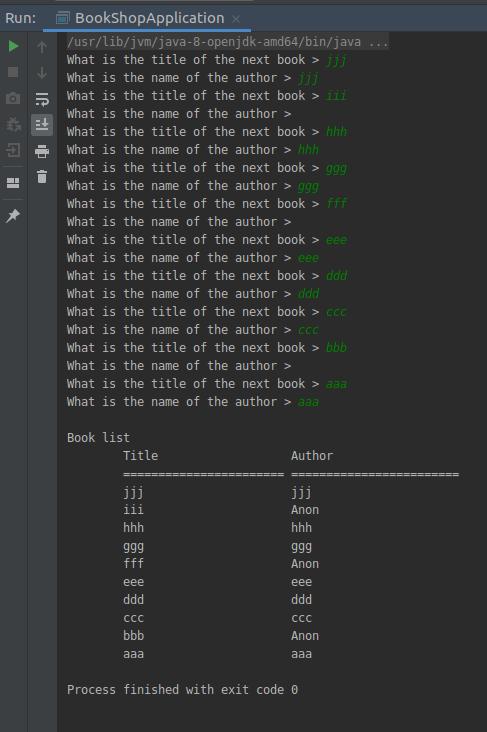 Run: BookShopApplication ×
/usr/lib/jvm/java-8-openjdk-amd64/bin/java ...
What is the title of the next book > jjj
What is the name of the author > jjj
What is the title of the next book > iii
What is the name of the author >
What is the title of the next book > hhh
What is the name of the author > hhh
What is the title of the next book > ggg
What is the name of the author > ggg
What is the title of the next book > fff
What is the name of the author >
What is the title of the next book > eee
What is the name of the author > eee
What is the title of the next book > ddd
What is the name of the author > ddd
What is the title of the next book > ccc
What is the name of the author > ccc
What is the title of the next book > bbb
What is the name of the author >
What is the title of the next book > aaa
What is the name of the author > aaa
Book list
Title Author
======================= ========================
jjj jjj
iii Anon
hhh hhh
ggg ggg
fff Anon
eee eee
ddd ddd
ccc ccc
bbb Anon
aaa aaa
Process finished with exit code 0